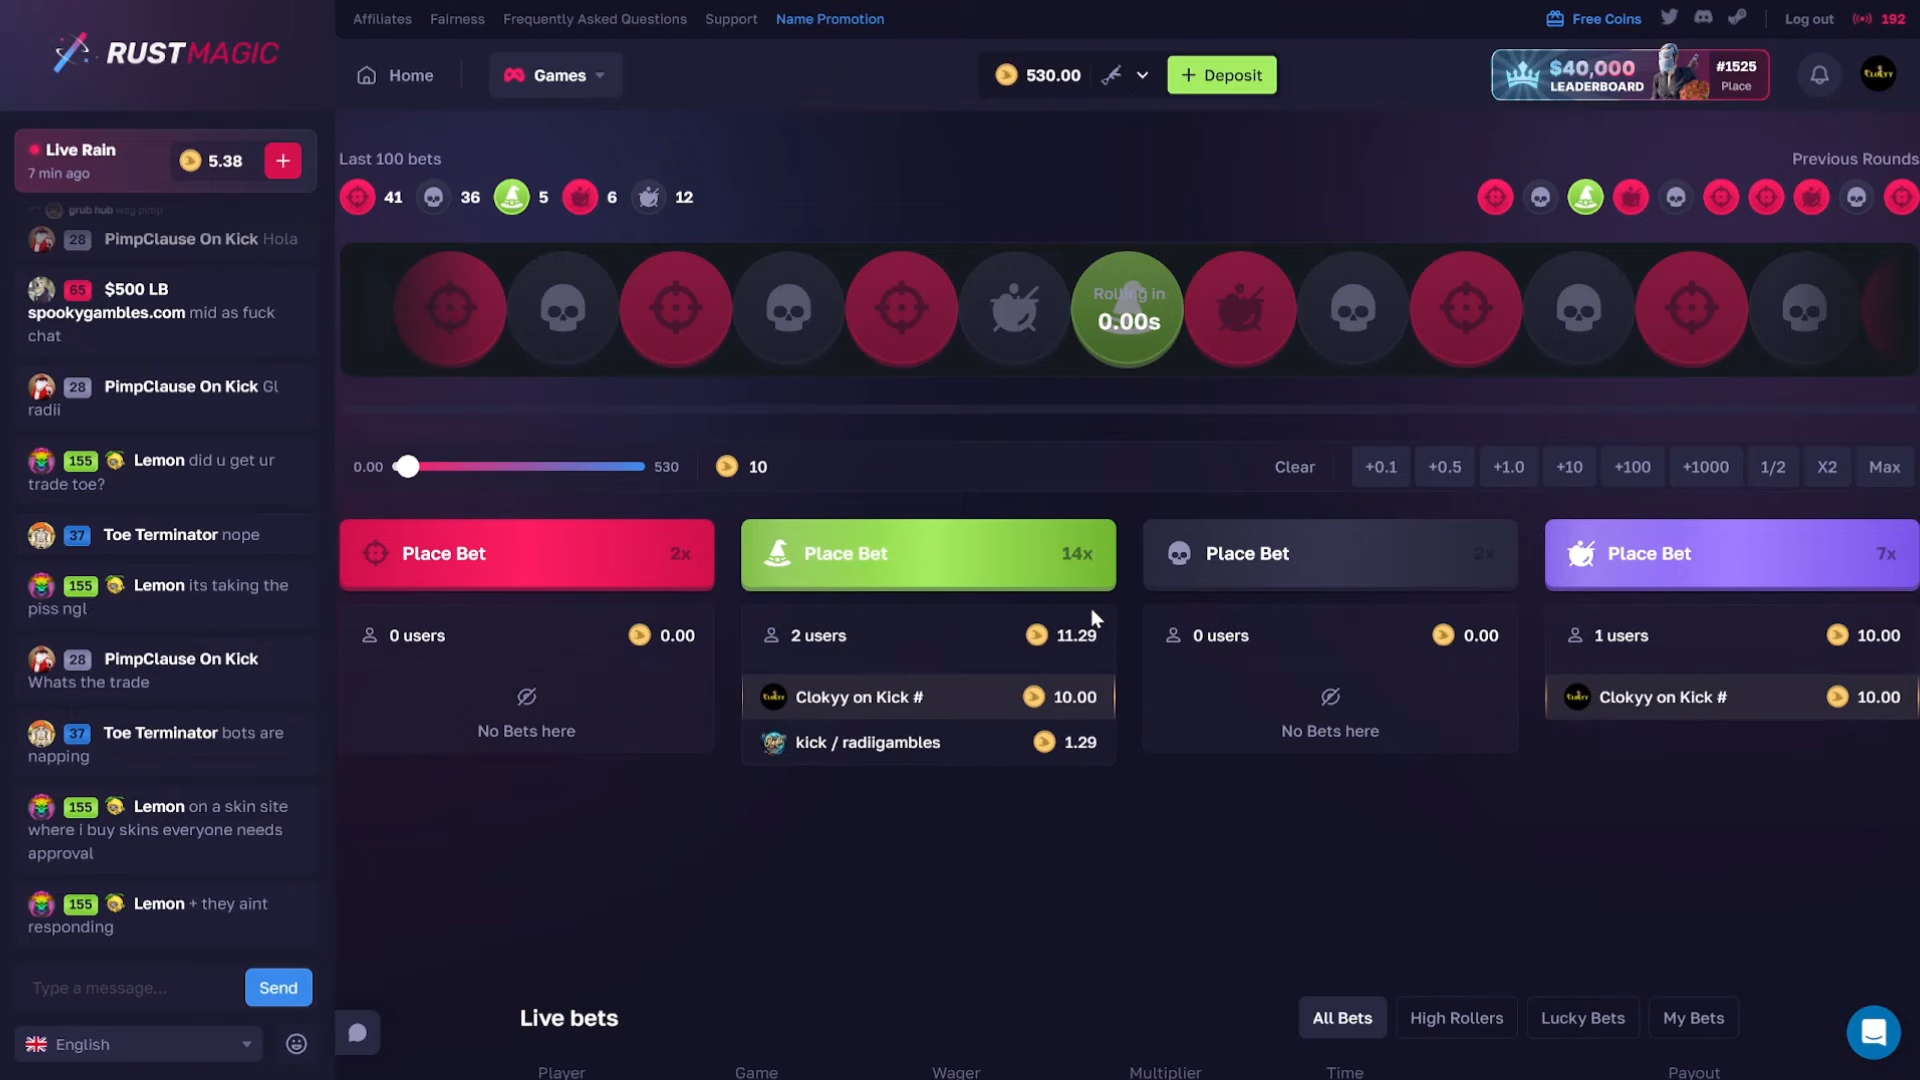 Affiliates Fairness Frequently Asked Questions Support Name Promotion
Free Coins Log out 192
RUSTMAGIC
Home Games 530.00 + Deposit
$40,000 LEADERBOARD #1525 Place
Live Rain
7 min ago
5.38 +
grub hub wsg pimp
28 PimpClause On Kick Hola
65 $500 LB
spookygambles.com mid as fuck
chat
28 PimpClause On Kick Gl
radii
155 Lemon did u get ur
trade toe?
37 Toe Terminator nope
155 Lemon its taking the
piss ngl
28 PimpClause On Kick
Whats the trade
37 Toe Terminator bots are
napping
155 Lemon on a skin site
where i buy skins everyone needs
approval
155 Lemon + they aint
responding
Type a message... Send
English
Last 100 bets
41 36 5 6 12
Previous Rounds
Rolling in
0.00s
0.00 530 10
Clear +0.1 +0.5 +1.0 +10 +100 +1000 1/2 X2 Max
Place Bet 2x
0 users 0.00
No Bets here
Place Bet 14x
2 users 11.29
CLOKYY Clokyy on Kick # 10.00
kick / radiigambles 1.29
Place Bet 2x
0 users 0.00
No Bets here
Place Bet 7x
1 users 10.00
CLOKYY Clokyy on Kick # 10.00
Live bets
All Bets High Rollers Lucky Bets My Bets
Player Game Wager Multiplier Time Payout